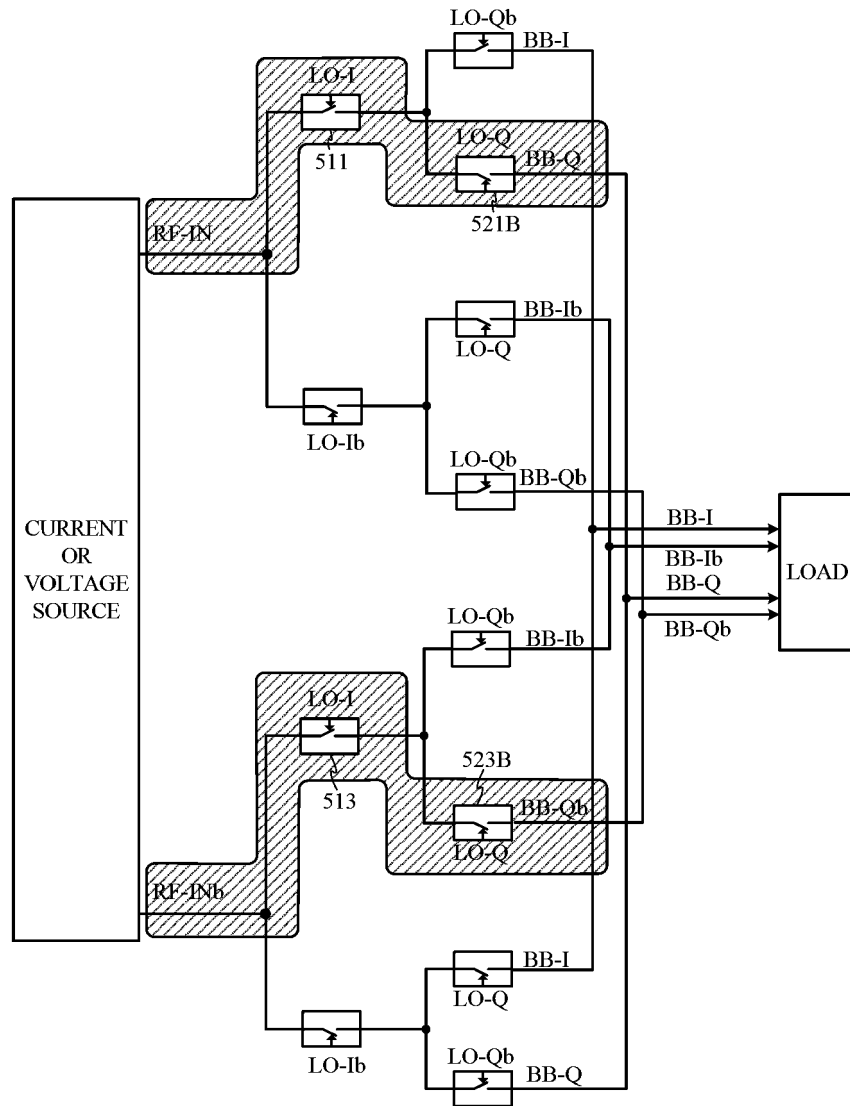 LO-Qb
BB-I
LO-I
511
LO-Q
BB-Q
521B
RF-IN
BB-Ib
LO-Q
LO-Ib
LO-Qb
BB-Qb
CURRENT
OR
VOLTAGE
SOURCE
BB-I
BB-Ib
BB-Q
BB-Qb
LOAD
LO-Qb
BB-Ib
LO-I
513
523B
BB-Qb
LO-Q
RF-INb
BB-I
LO-Q
LO-Ib
LO-Qb
BB-Q